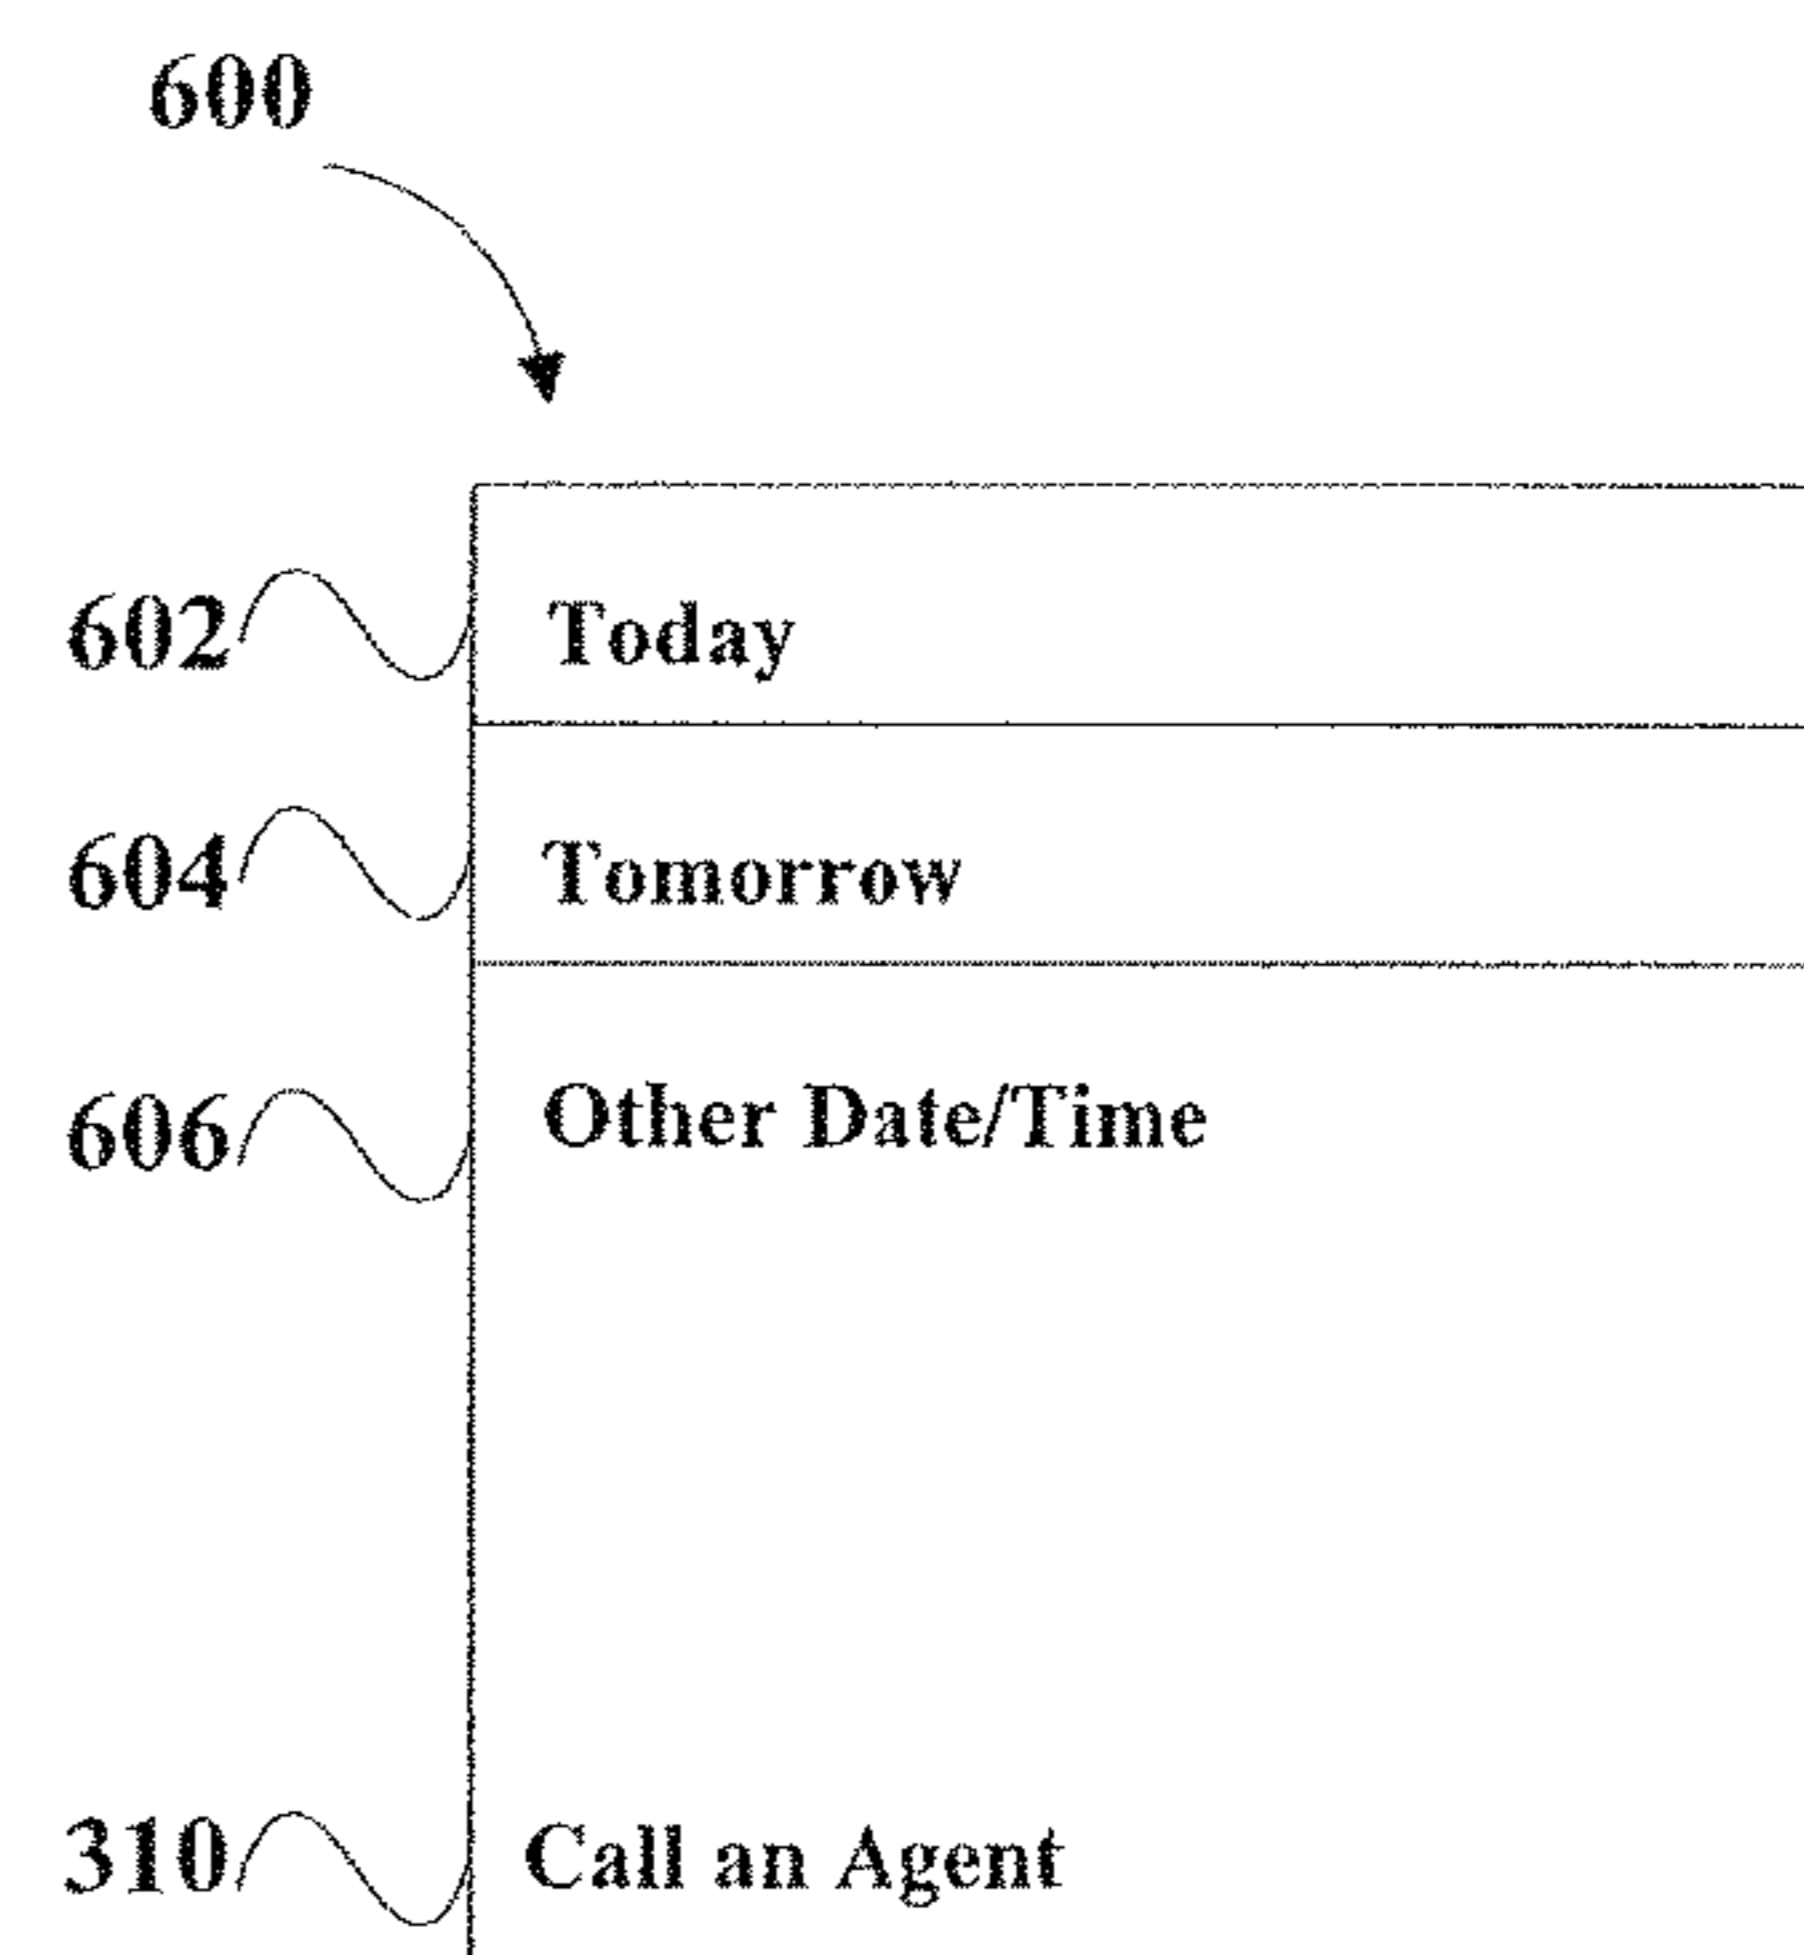 600
602 Today
604 Tomorrow
606 Other Date/Time
310 Call an Agent